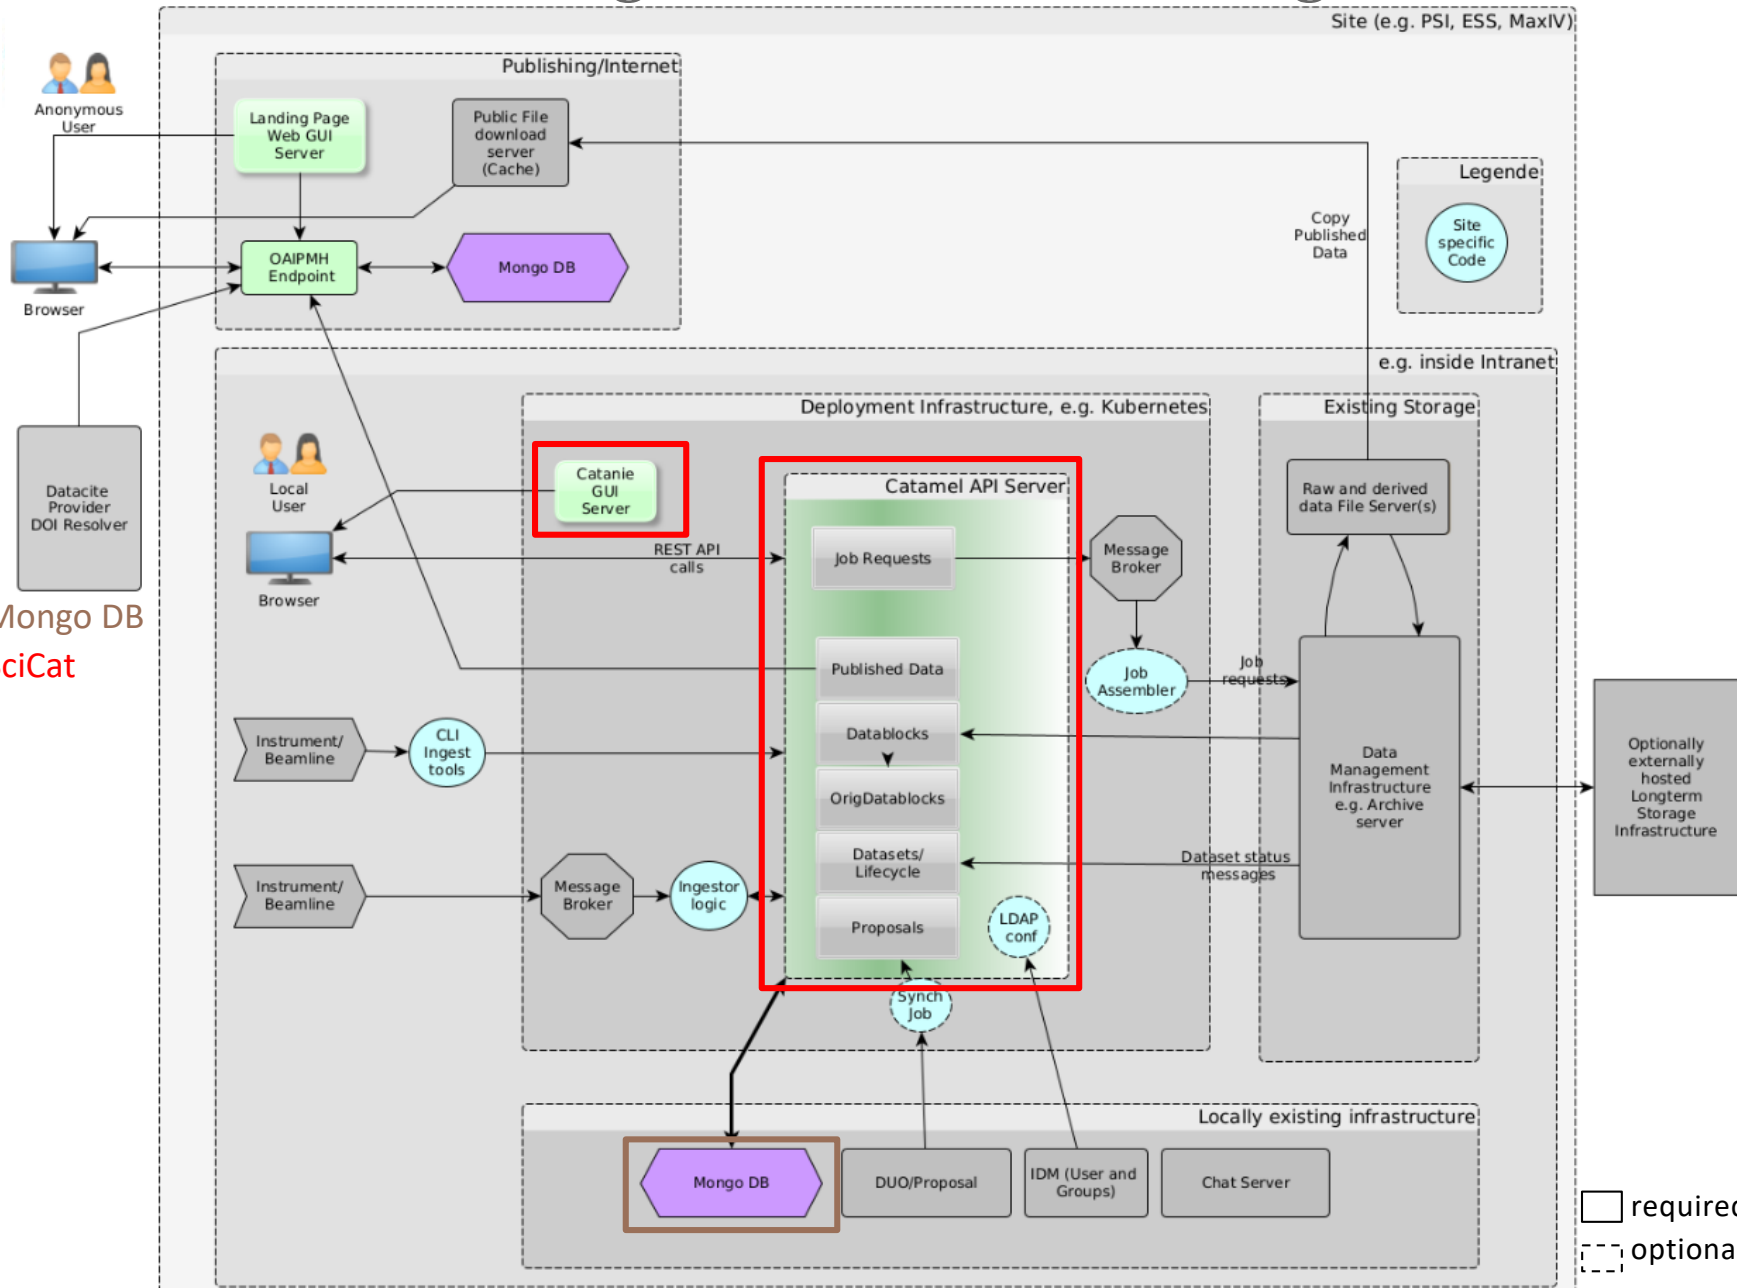 Site (e.g. PSI, ESS, MaxIV)
Publishing/Internet
Anonymous
User
Landing Page
Web GUI
Server
Public File
download
server
(Cache)
Legende
Site
specific
Code
Copy
Published
Data
OAIPMH
Endpoint
Mongo DB
Browser
e.g. inside Intranet
Deployment Infrastructure, e.g. Kubernetes
Existing Storage
Datacite
Provider
DOI Resolver
Local
User
Catanie
GUI
Server
Catamel API Server
Raw and derived
data File Server(s)
REST API
calls
Job Requests
Message
Broker
Browser
Mongo DB
ciCat
Published Data
Job
Assembler
Job
requests
Instrument/
Beamline
CLI
Ingest
tools
Datablocks
OrigDatablocks
Data
Management
Infrastructure
e.g. Archive
server
Optionally
externally
hosted
Longterm
Storage
Infrastructure
Datasets/
Lifecycle
Dataset status
messages
Instrument/
Beamline
Message
Broker
Ingestor
logic
Proposals
LDAP
conf
Synch
Job
Locally existing infrastructure
Mongo DB
DUO/Proposal
IDM (User and
Groups)
Chat Server
required
optiona